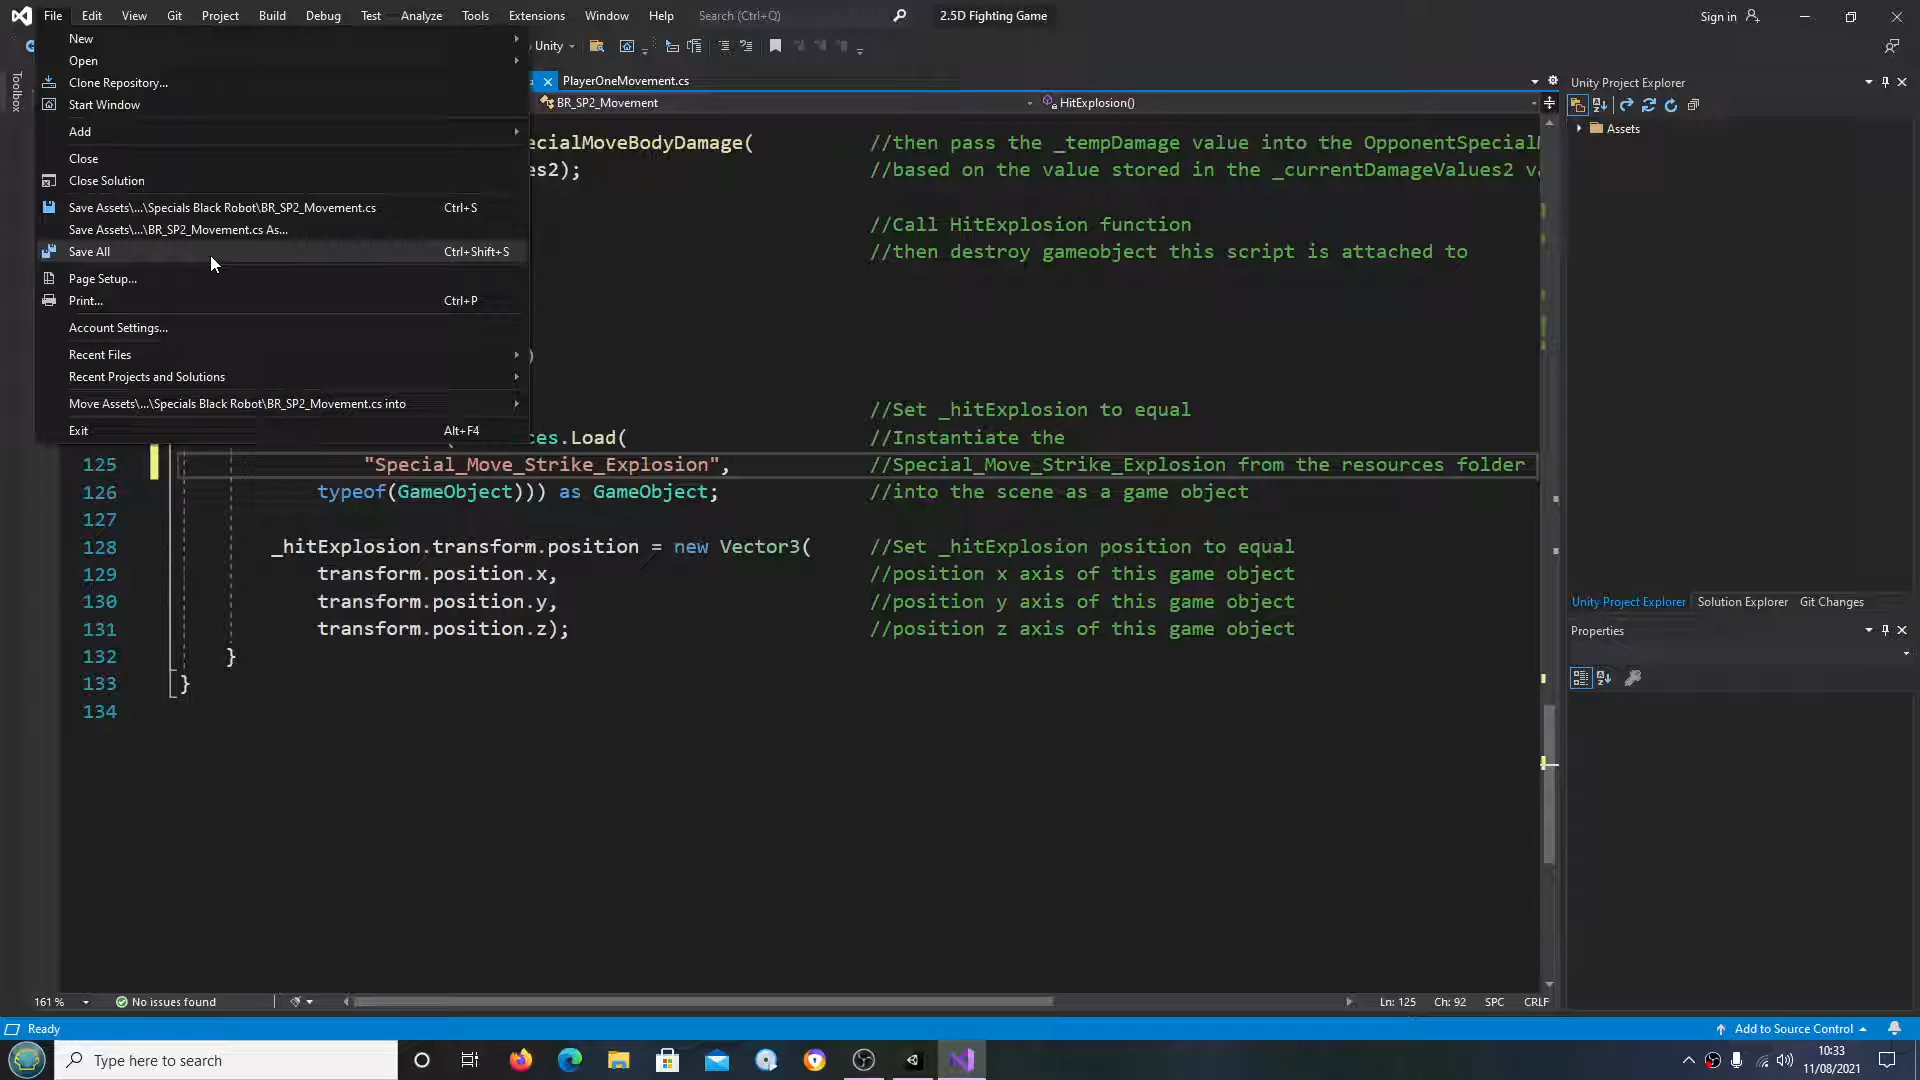 File Edit View Git Project Build Debug Test Analyze Tools Extensions Window Help Search (Ctrl+Q) 2.5D Fighting Game Sign in
Unity
Toolbox
New
Open
Clone Repository...
Start Window
Add
Close
Close Solution
Save Assets\...\Specials Black Robot\BR_SP2_Movement.cs Ctrl+S
Save Assets\...\BR_SP2_Movement.cs As...
Save All Ctrl+Shift+S
Page Setup...
Print... Ctrl+P
Account Settings...
Recent Files
Recent Projects and Solutions
Move Assets\...\Specials Black Robot\BR_SP2_Movement.cs into
Exit Alt+F4
PlayerOneMovement.cs
BR_SP2_Movement HitExplosion()
ecialMoveBodyDamage( //then pass the _tempDamage value into the OpponentSpecial
es2); //based on the value stored in the _currentDamageValues2 v
//Call HitExplosion function
//then destroy gameobject this script is attached to
)
//Set _hitExplosion to equal
ces.Load( //Instantiate the
125 "Special_Move_Strike_Explosion", //Special_Move_Strike_Explosion from the resources folder
126 typeof(GameObject))) as GameObject; //into the scene as a game object
127
128 _hitExplosion.transform.position = new Vector3( //Set _hitExplosion position to equal
129 transform.position.x, //position x axis of this game object
130 transform.position.y, //position y axis of this game object
131 transform.position.z); //position z axis of this game object
132 }
133 }
134
Unity Project Explorer
Assets
Unity Project Explorer Solution Explorer Git Changes
Properties
161 % No issues found Ln: 125 Ch: 92 SPC CRLF
Ready Add to Source Control
Type here to search
10:33
11/08/2021